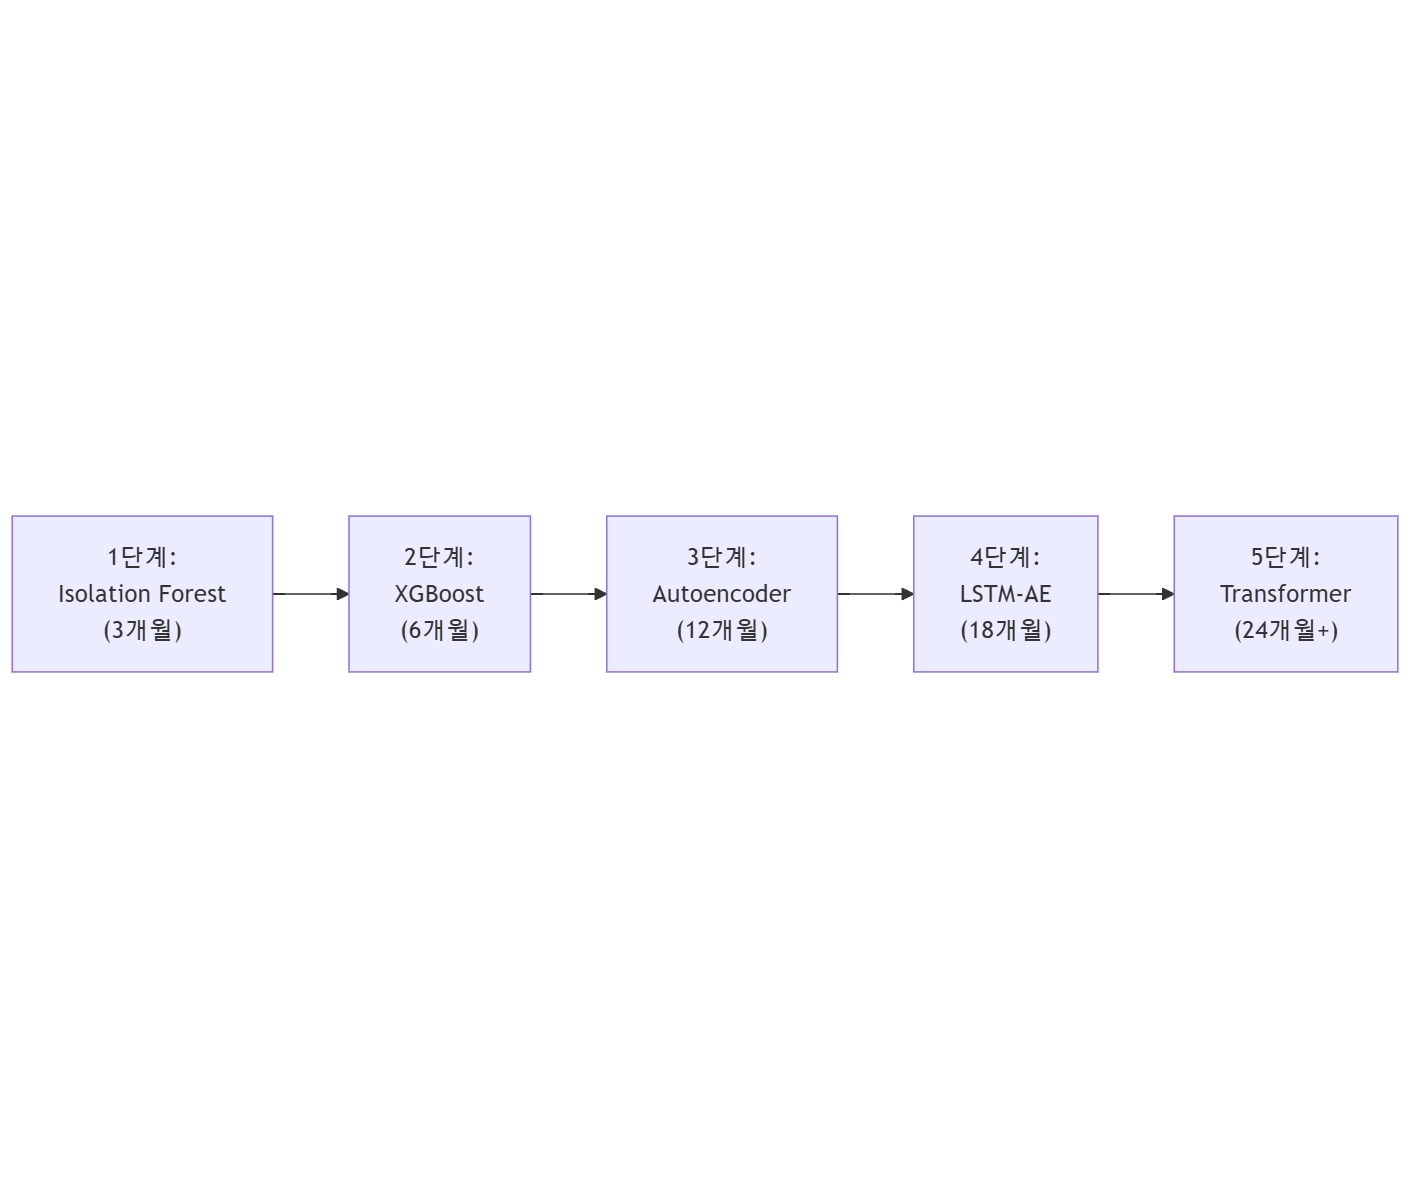 1단계:
Isolation Forest
(3개월)
2단계:
XGBoost
(6개월)
3단계:
Autoencoder
(12개월)
4단계:
LSTM-AE
(18개월)
5단계:
Transformer
(24개월+)